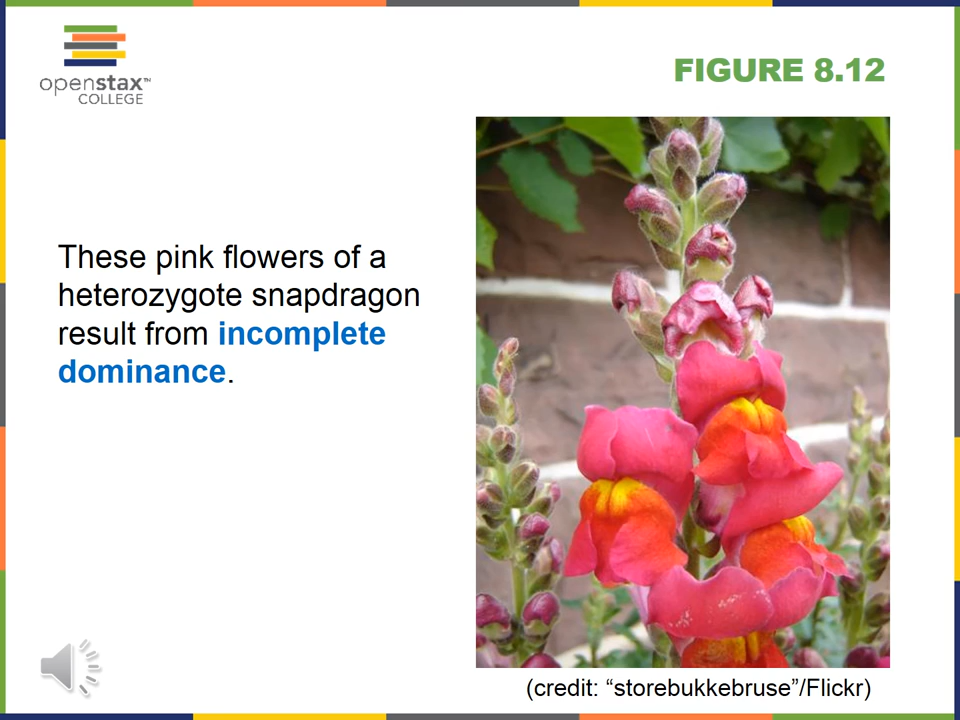 openstax™
COLLEGE
FIGURE 8.12
These pink flowers of a
heterozygote snapdragon
result from incomplete
dominance.
(credit: “storebukkebruse”/Flickr)